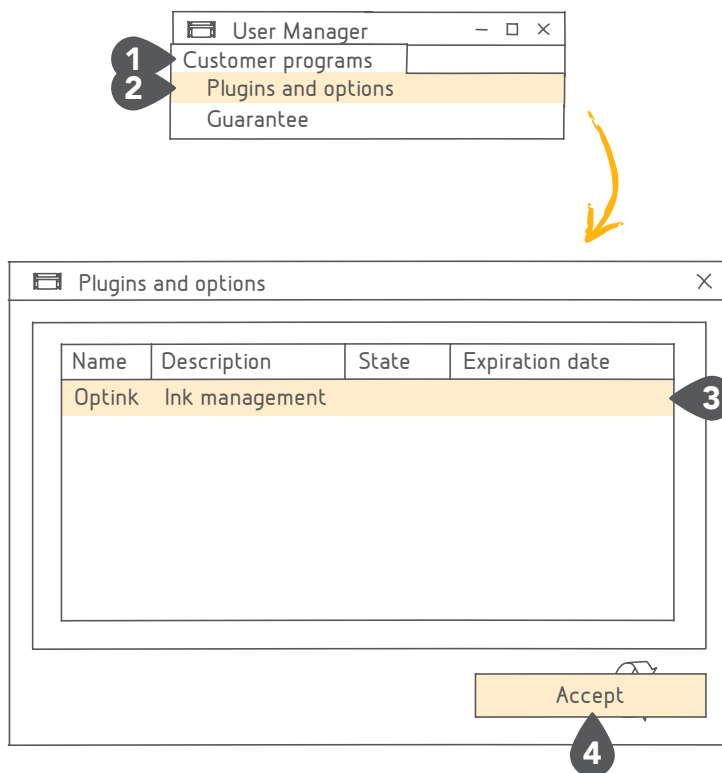 User Manager
1 Customer programs
2 Plugins and options
Guarantee
Plugins and options
Name Description State Expiration date
Optink Ink management 3
Accept
4